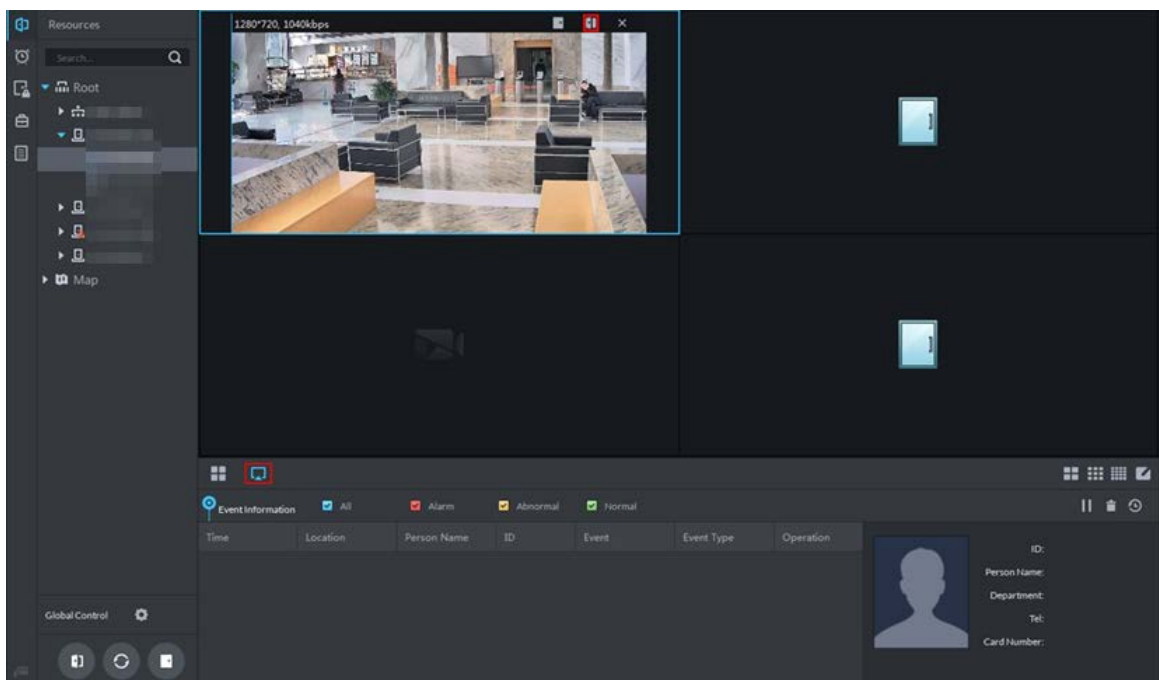 Resources
1280*720, 1040kbps
Search...
Root
Map
Event Information
All
Alarm
Abnormal
Normal
Time
Location
Person Name
ID
Event
Event Type
Operation
ID:
Person Name:
Department:
Tel:
Card Number:
Global Control